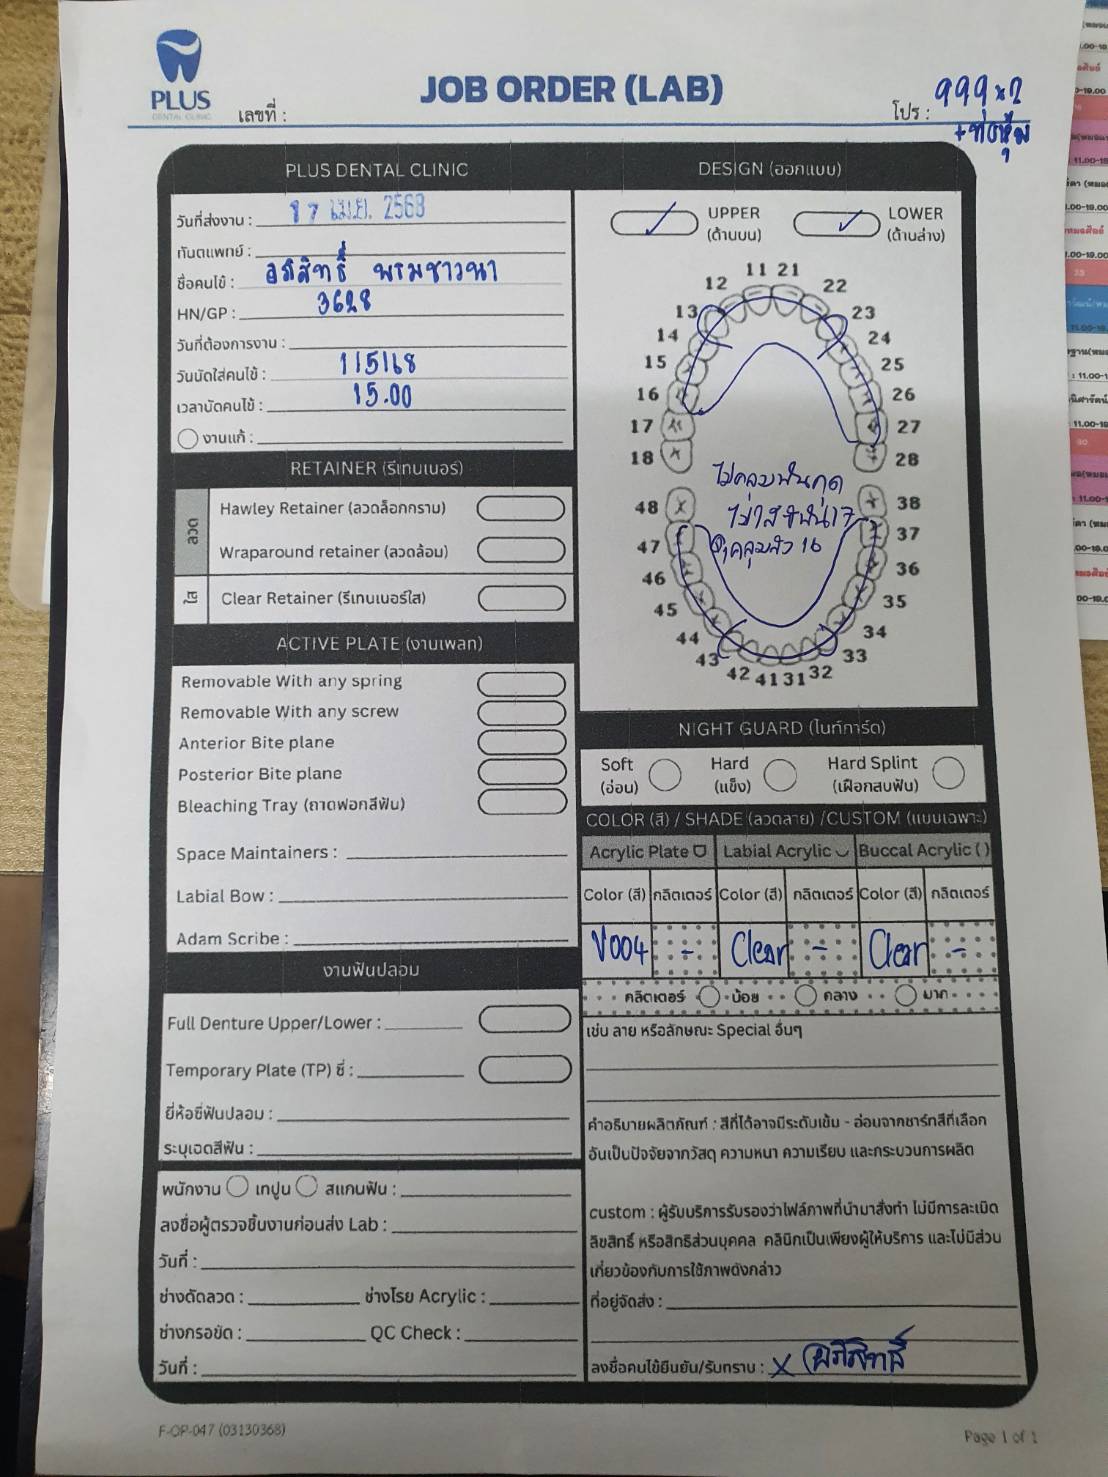 PLUS
DENTAL CLINIC
JOB ORDER (LAB)
เลขที่ :
โปร : 999 x 2
+ท่อหุ้ม
PLUS DENTAL CLINIC
วันที่ส่งงาน : 17 เม.ย. 2568
ทันตแพทย์ :
ชื่อคนไข้ : อภิสิทธิ์ พรมชาวนา
HN/GP : 3628
วันที่ต้องการงาน :
วันนัดใส่คนไข้ : 1/5/68
เวลานัดคนไข้ : 15.00
งานแก้ :
RETAINER (รีเทนเนอร์)
ลวด
Hawley Retainer (ลวดล็อกกราม)
Wraparound retainer (ลวดล้อม)
ใส
Clear Retainer (รีเทนเนอร์ใส)
ACTIVE PLATE (งานเพลท)
Removable With any spring
Removable With any screw
Anterior Bite plane
Posterior Bite plane
Bleaching Tray (ถาดฟอกสีฟัน)
Space Maintainers :
Labial Bow :
Adam Scribe :
งานฟันปลอม
Full Denture Upper/Lower :
Temporary Plate (TP) ซี่ :
ยี่ห้อซี่ฟันปลอม :
ระบุเฉดสีฟัน :
พนักงาน เทปูน สแกนฟัน :
ลงชื่อผู้ตรวจชิ้นงานก่อนส่ง Lab :
วันที่ :
ช่างดัดลวด : ช่างโรย Acrylic :
ช่างกรอขัด : QC Check :
วันที่ :
DESIGN (ออกแบบ)
UPPER
(ด้านบน)
LOWER
(ด้านล่าง)
11 21
12 22
13 23
14 24
15 25
16 26
17 27
18 28
ไม่คลุมฟันคุด
ไม่ใส่ซี่ฟัน 17
คลุมถึง 16
48 38
47 37
46 36
45 35
44 34
43 33
42 41 31 32
NIGHT GUARD (ไนท์การ์ด)
Soft
(อ่อน)
Hard
(แข็ง)
Hard Splint
(เฝือกสบฟัน)
COLOR (สี) / SHADE (ลวดลาย) /CUSTOM (แบบเฉพาะ)
Acrylic Plate Labial Acrylic Buccal Acrylic ( )
Color (สี) กลิตเตอร์ Color (สี) กลิตเตอร์ Color (สี) กลิตเตอร์
V004 - Clear - Clear -
กลิตเตอร์ น้อย กลาง มาก
เช่น ลาย หรือลักษณะ Special อื่นๆ
คำอธิบายผลิตภัณฑ์ : สีที่ได้อาจมีระดับเข้ม - อ่อนจากชาร์ทสีที่เลือก
อันเป็นปัจจัยจากวัสดุ ความหนา ความเรียบ และกระบวนการผลิต
custom : ผู้รับบริการรับรองว่าไฟล์ภาพที่นำมาสั่งทำ ไม่มีการละเมิด
ลิขสิทธิ์ หรือสิทธิส่วนบุคคล คลินิกเป็นเพียงผู้ให้บริการ และไม่มีส่วน
เกี่ยวข้องกับการใช้ภาพดังกล่าว
ที่อยู่จัดส่ง :
ลงชื่อคนไข้ยืนยัน/รับทราบ : x อภิสิทธิ์
F-OP-047 (03130368)
Page 1 of 1